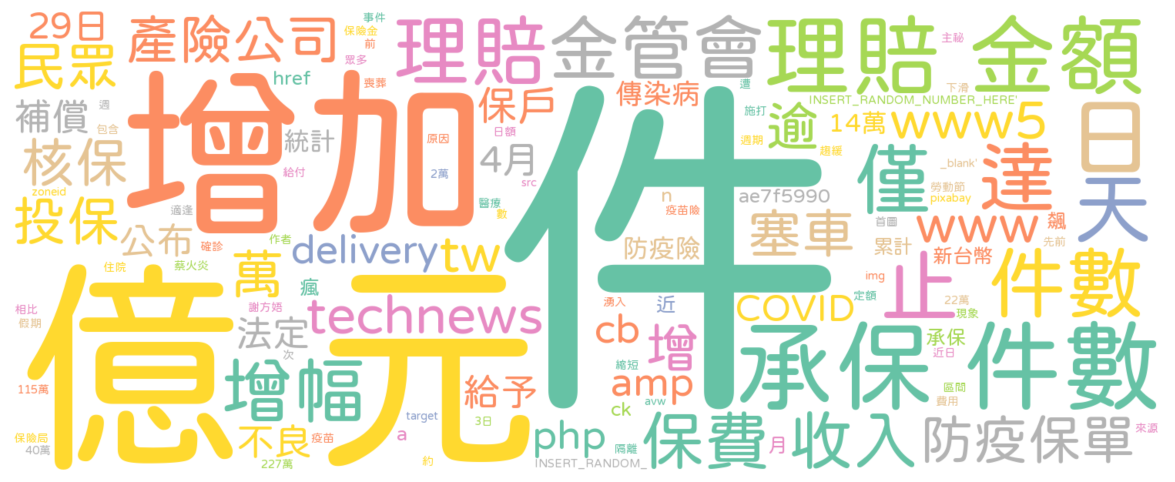 29日
產險公司
事件
保險金
前
理賠
金管會
理賠 金額
主秘
民眾
眾多
href
喪葬
遭
下滑
INSERT_RANDOM_NUMBER_HERE'
增加
件
保戶
傳染病
補償
週
包含
統計
原因
日額
施打
逾
14萬
www5
日
核保
4月
週期
趨緩
僅
_blank'
達
天
zoneid
給付
2萬
src
醫療
n
ae7f5990
勞動節
pixabay
投保
適逢
數
疫苗險
塞車
首圖
www
飆
公布
確診
作者
delivery
tw
防疫險
累計
先前
新台幣
住院
蔡火炎
萬
瘋
img
止
件數
億
元
相比
假期
謝方娪
technews
湧入
近
COVID
定額
22萬
現象
法定
次
cb
增
承保
件數
承保
近日
115萬
增幅
給予
縮短
amp
avw
區間
費用
target
3日
ck
保險局
40萬
不良
疫苗
a
php
隔離
保費
月
收入
防疫保單
來源
227萬
約
INSERT_RANDOM_